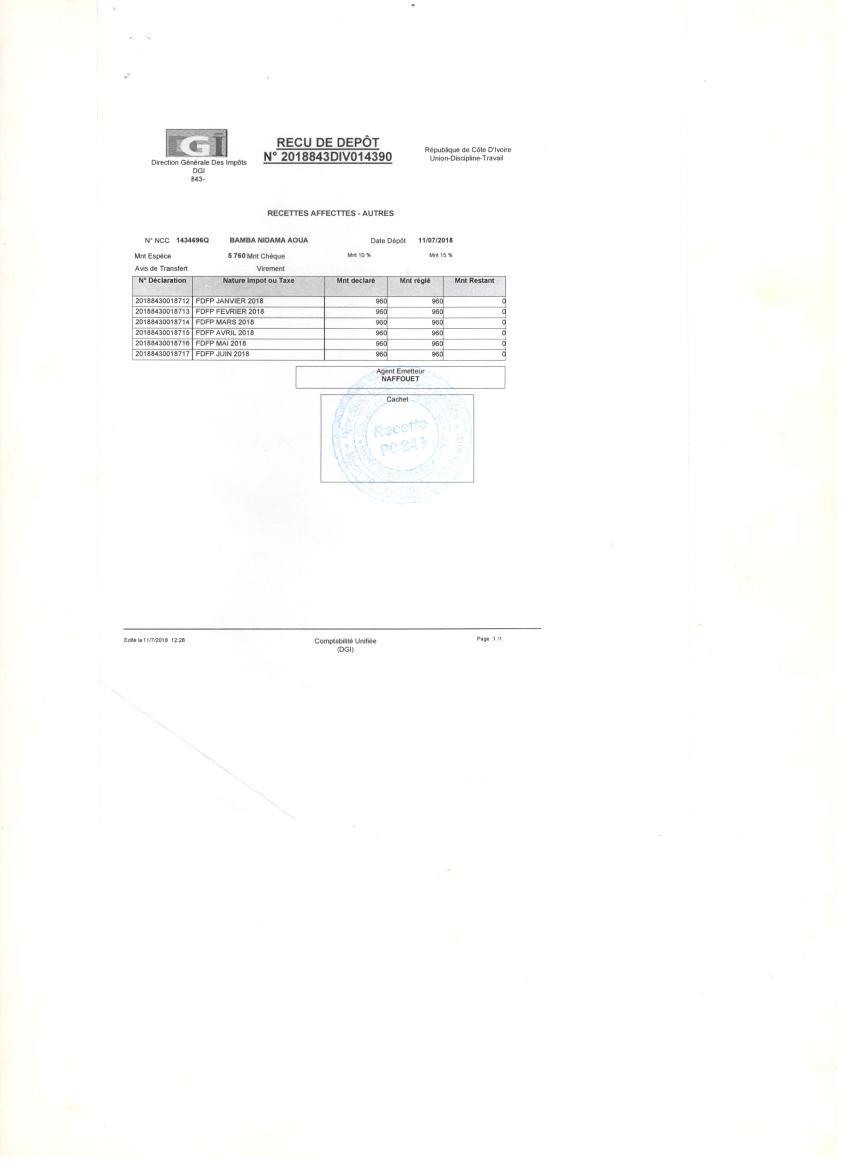 DGI
Direction Générale Des Impôts
DGI
843-
RECU DE DEPÔT
N° 2018843DIV014390
République de Côte D'Ivoire
Union-Discipline-Travail
RECETTES AFFECTTES - AUTRES
N° NCC 1434696Q BAMBA NIDAMA AOUA Date Dépôt 11/07/2018
Mnt Espèce 5 760 Mnt Chèque Mnt 10 % Mnt 15 %
Avis de Transfert Virement
N° Déclaration Nature Impot ou Taxe Mnt declaré Mnt réglé Mnt Restant
20188430018712 FDFP JANVIER 2018 960 960 0
20188430018713 FDFP FEVRIER 2018 960 960 0
20188430018714 FDFP MARS 2018 960 960 0
20188430018715 FDFP AVRIL 2018 960 960 0
20188430018716 FDFP MAI 2018 960 960 0
20188430018717 FDFP JUIN 2018 960 960 0
Agent Emetteur
NAFFOUET
Cachet
Recette
PC 843
Edité le 11/7/2018 12:26 Comptabilité Unifiée Page 1 /1
(DGI)